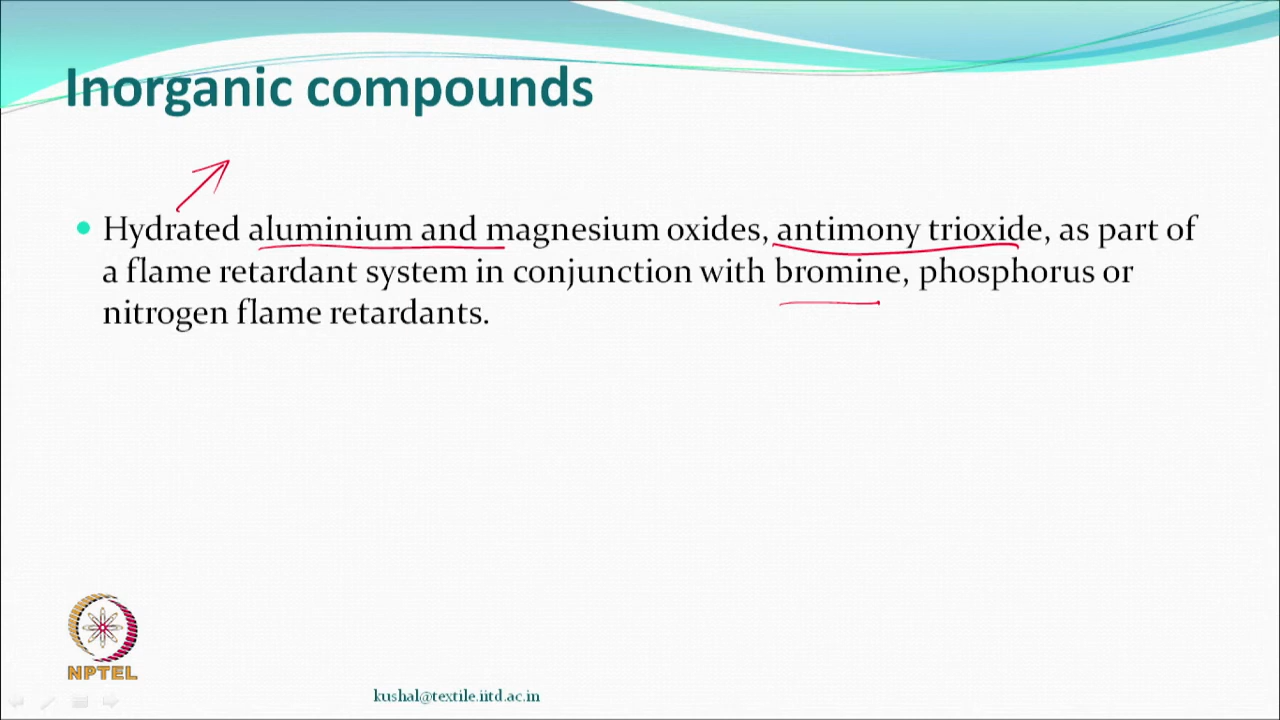 Inorganic compounds
Hydrated aluminium and magnesium oxides, antimony trioxide, as part of
a flame retardant system in conjunction with bromine, phosphorus or
nitrogen flame retardants.
NPTEL
kushal@textile.iitd.ac.in